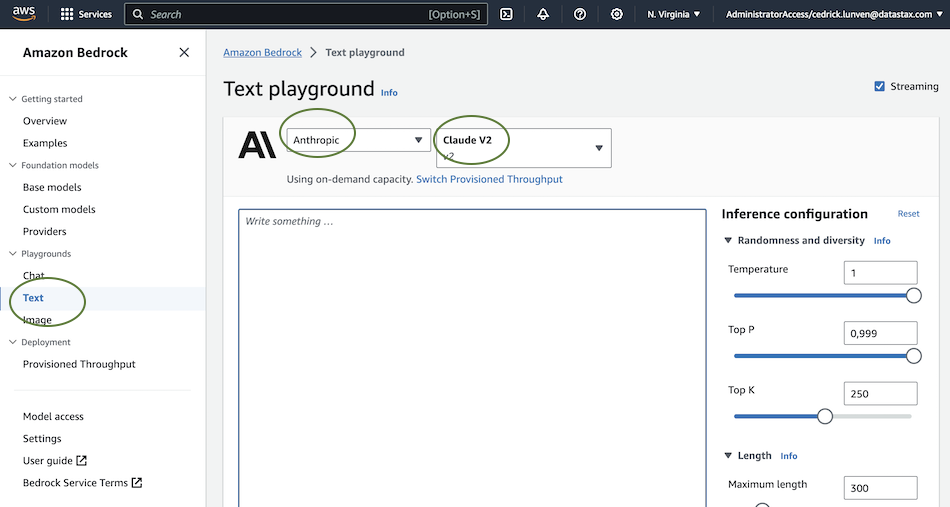 aws
Services
Search
[Option+S]
N. Virginia
AdministratorAccess/cedrick.lunven@datastax.com
Amazon Bedrock
Getting started
Overview
Examples
Foundation models
Base models
Custom models
Providers
Playgrounds
Chat
Text
Image
Deployment
Provisioned Throughput
Model access
Settings
User guide
Bedrock Service Terms
Amazon Bedrock > Text playground
Text playground Info
Streaming
AI
Anthropic
Claude V2
v2
Using on-demand capacity. Switch Provisioned Throughput
Write something ...
Inference configuration
Reset
Randomness and diversity Info
Temperature
1
Top P
0,999
Top K
250
Length Info
Maximum length
300